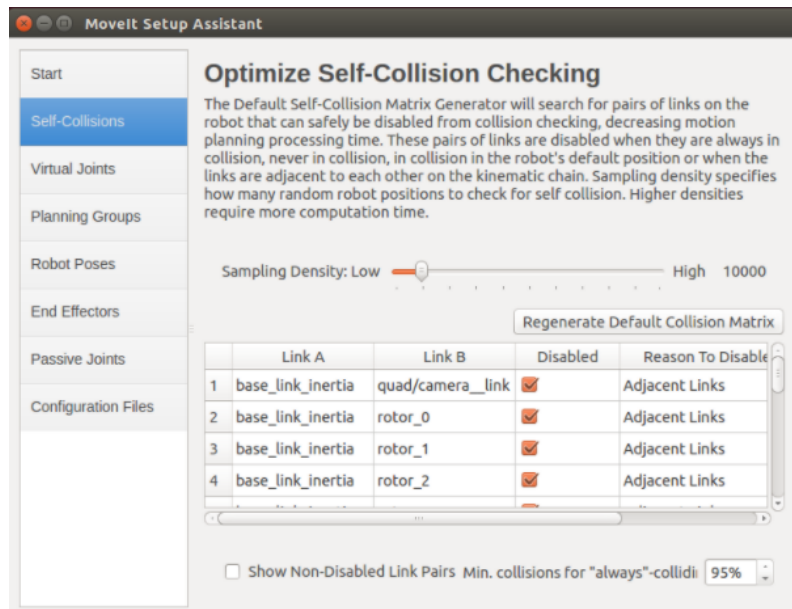 MoveIt Setup Assistant
Start
Self-Collisions
Virtual Joints
Planning Groups
Robot Poses
End Effectors
Passive Joints
Configuration Files
Optimize Self-Collision Checking
The Default Self-Collision Matrix Generator will search for pairs of links on the
robot that can safely be disabled from collision checking, decreasing motion
planning processing time. These pairs of links are disabled when they are always in
collision, never in collision, in collision in the robot's default position or when the
links are adjacent to each other on the kinematic chain. Sampling density specifies
how many random robot positions to check for self collision. Higher densities
require more computation time.
Sampling Density: Low High 10000
Regenerate Default Collision Matrix
Link A Link B Disabled Reason To Disable
1 base_link_inertia quad/camera__link Adjacent Links
2 base_link_inertia rotor_0 Adjacent Links
3 base_link_inertia rotor_1 Adjacent Links
4 base_link_inertia rotor_2 Adjacent Links
Show Non-Disabled Link Pairs Min. collisions for "always"-collidi 95%